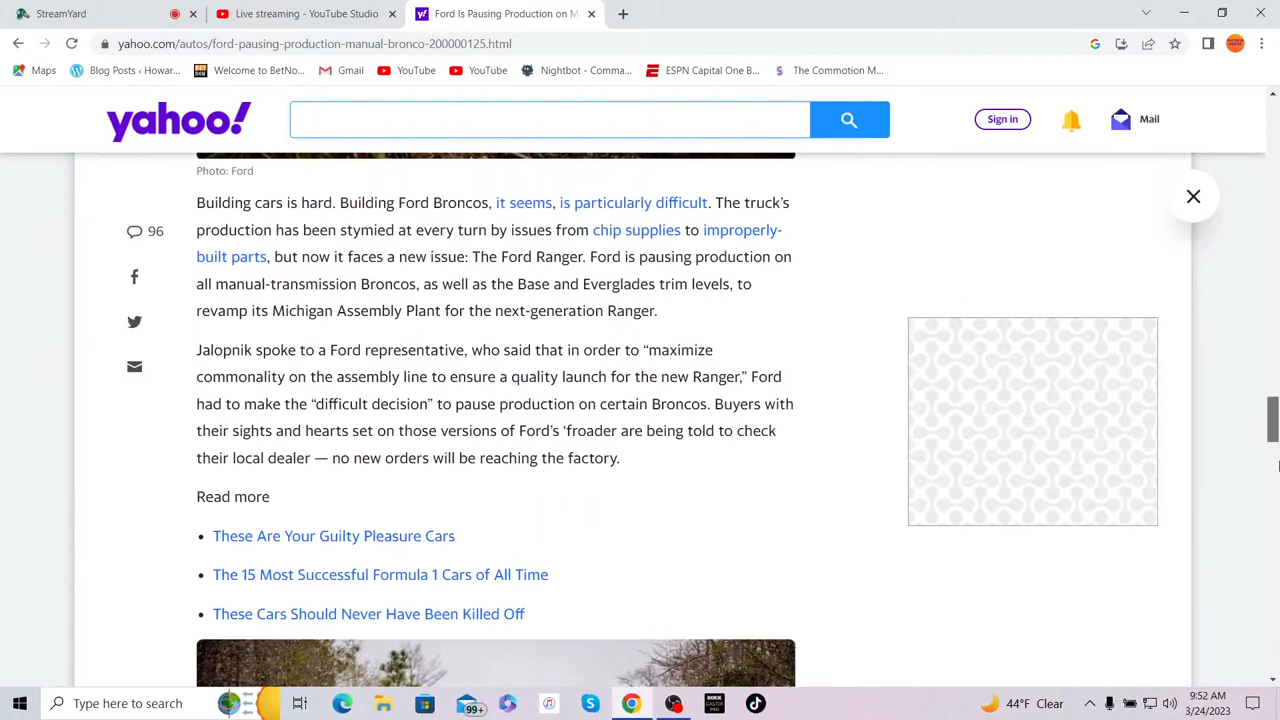 StreamYard
Live streaming - YouTube Studio
Ford Is Pausing Production on M
yahoo.com/autos/ford-pausing-production-manual-bronco-200000125.html
Maps
Blog Posts ‹ Howar...
Welcome to BetNo...
Gmail
YouTube
YouTube
Nightbot - Comma...
ESPN Capital One B...
The Commotion M...
yahoo!
Sign in
Mail
Photo: Ford
96
Building cars is hard. Building Ford Broncos, it seems, is particularly difficult. The truck’s
production has been stymied at every turn by issues from chip supplies to improperly-
built parts, but now it faces a new issue: The Ford Ranger. Ford is pausing production on
all manual-transmission Broncos, as well as the Base and Everglades trim levels, to
revamp its Michigan Assembly Plant for the next-generation Ranger.
Jalopnik spoke to a Ford representative, who said that in order to “maximize
commonality on the assembly line to ensure a quality launch for the new Ranger,” Ford
had to make the “difficult decision” to pause production on certain Broncos. Buyers with
their sights and hearts set on those versions of Ford’s ‘froader are being told to check
their local dealer — no new orders will be reaching the factory.
Read more
These Are Your Guilty Pleasure Cars
The 15 Most Successful Formula 1 Cars of All Time
These Cars Should Never Have Been Killed Off
Type here to search
99+
44°F Clear
9:52 AM
3/24/2023